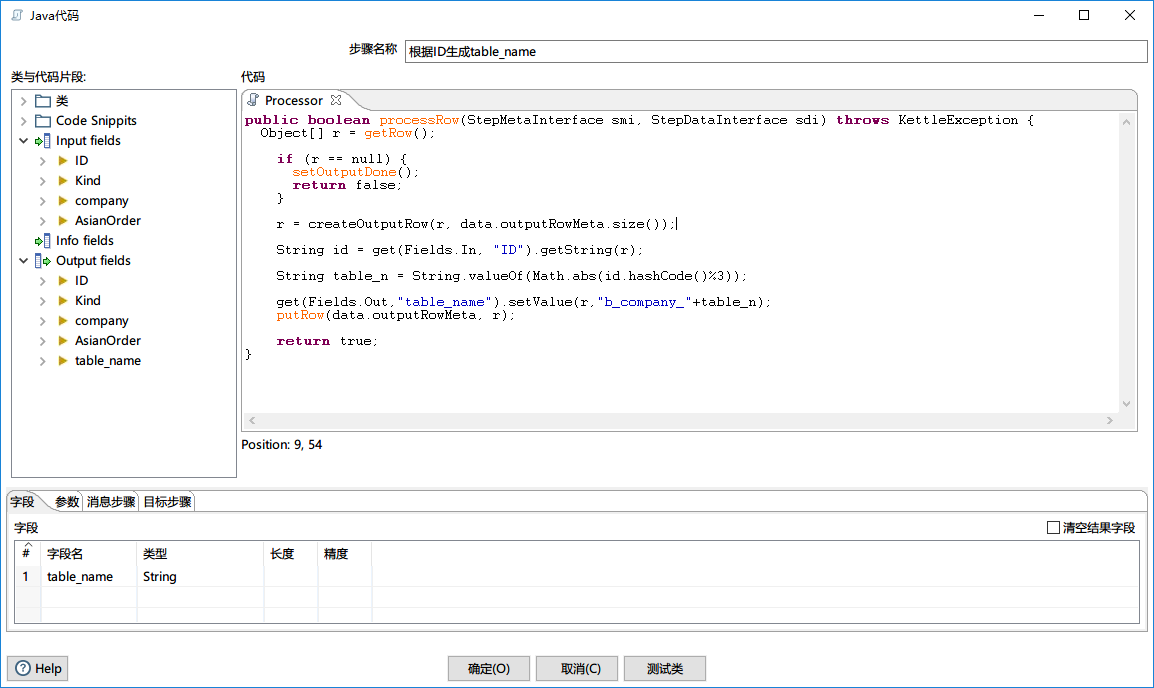 Java代码
步骤名称 根据ID生成table_name
类与代码片段:
类
Code Snippits
Input fields
ID
Kind
company
AsianOrder
Info fields
Output fields
ID
Kind
company
AsianOrder
table_name
代码
Processor
public boolean processRow(StepMetaInterface smi, StepDataInterface sdi) throws KettleException {
Object[] r = getRow();
if (r == null) {
setOutputDone();
return false;
}
r = createOutputRow(r, data.outputRowMeta.size());
String id = get(Fields.In, "ID").getString(r);
String table_n = String.valueOf(Math.abs(id.hashCode()%3));
get(Fields.Out,"table_name").setValue(r,"b_company_"+table_n);
putRow(data.outputRowMeta, r);
return true;
}
Position: 9, 54
字段 参数 消息步骤 目标步骤
字段 清空结果字段
# 字段名 类型 长度 精度
1 table_name String
Help 确定(O) 取消(C) 测试类